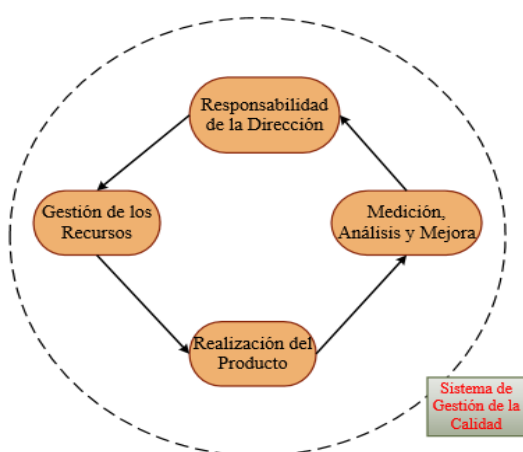 Responsabilidad
de la Dirección
Gestión de los
Recursos
Medición,
Análisis y Mejora
Realización del
Producto
Sistema de
Gestión de la
Calidad